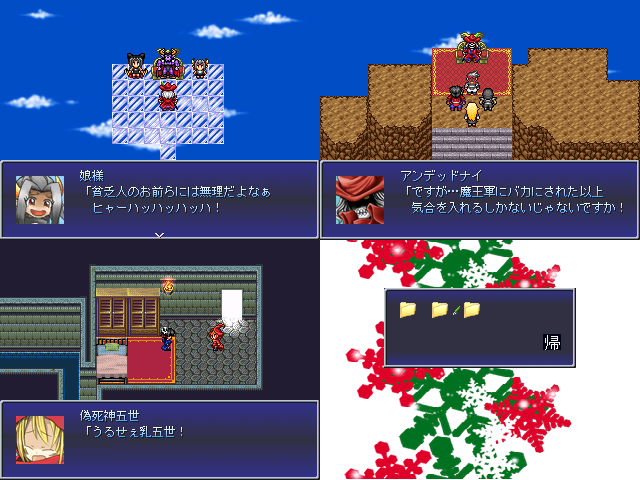 娘様
「貧乏人のお前らには無理だよなぁ
ヒャーハッハッハッハ！
アンデッドナイ
「ですが…魔王軍にバカにされた以上
気合を入れるしかないじゃないですか！
偽死神五世
「うるせぇ乳五世！
帰